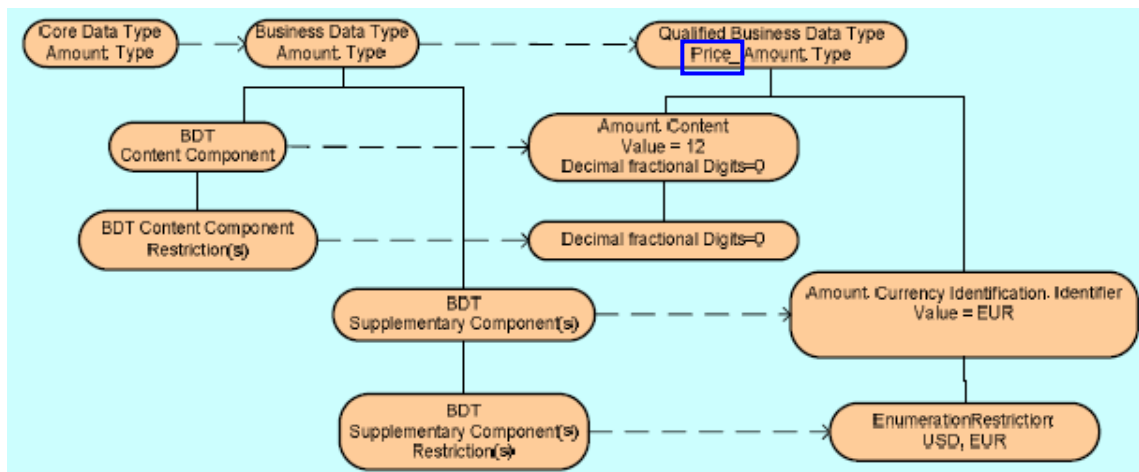 Core Data Type
Amount. Type
Business Data Type
Amount. Type
Qualified Business Data Type
Price_ Amount. Type
BDT
Content Component
Amount. Content
Value = 12
Decimal fractional Digits=0
BDT Content Component
Restriction(s)
Decimal fractional Digits=0
BDT
Supplementary Component(s)
Amount. Currency Identification. Identifier
Value = EUR
BDT
Supplementary Component(s)
Restriction(s)
EnumerationRestriction:
USD, EUR